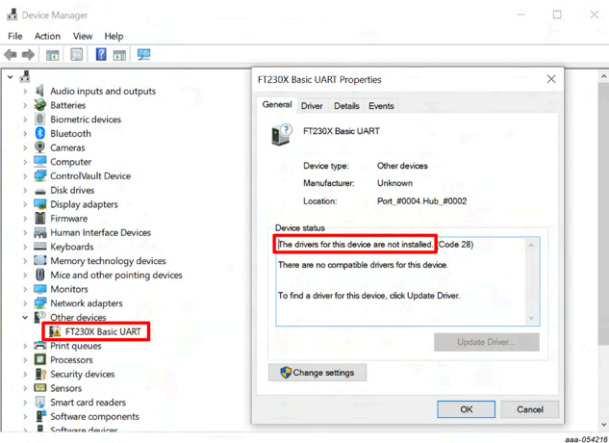 Device Manager
File Action View Help
Audio inputs and outputs
Batteries
Biometric devices
Bluetooth
Cameras
Computer
ControlVault Device
Disk drives
Display adapters
Firmware
Human Interface Devices
Keyboards
Memory technology devices
Mice and other pointing devices
Monitors
Network adapters
Other devices
FT230X Basic UART
Print queues
Processors
Security devices
Sensors
Smart card readers
Software components
Software devices
FT230X Basic UART Properties
General Driver Details Events
FT230X Basic UART
Device type: Other devices
Manufacturer: Unknown
Location: Port_#0004.Hub_#0002
Device status
The drivers for this device are not installed. (Code 28)
There are no compatible drivers for this device.
To find a driver for this device, click Update Driver.
Update Driver...
Change settings
OK Cancel
aaa-054216